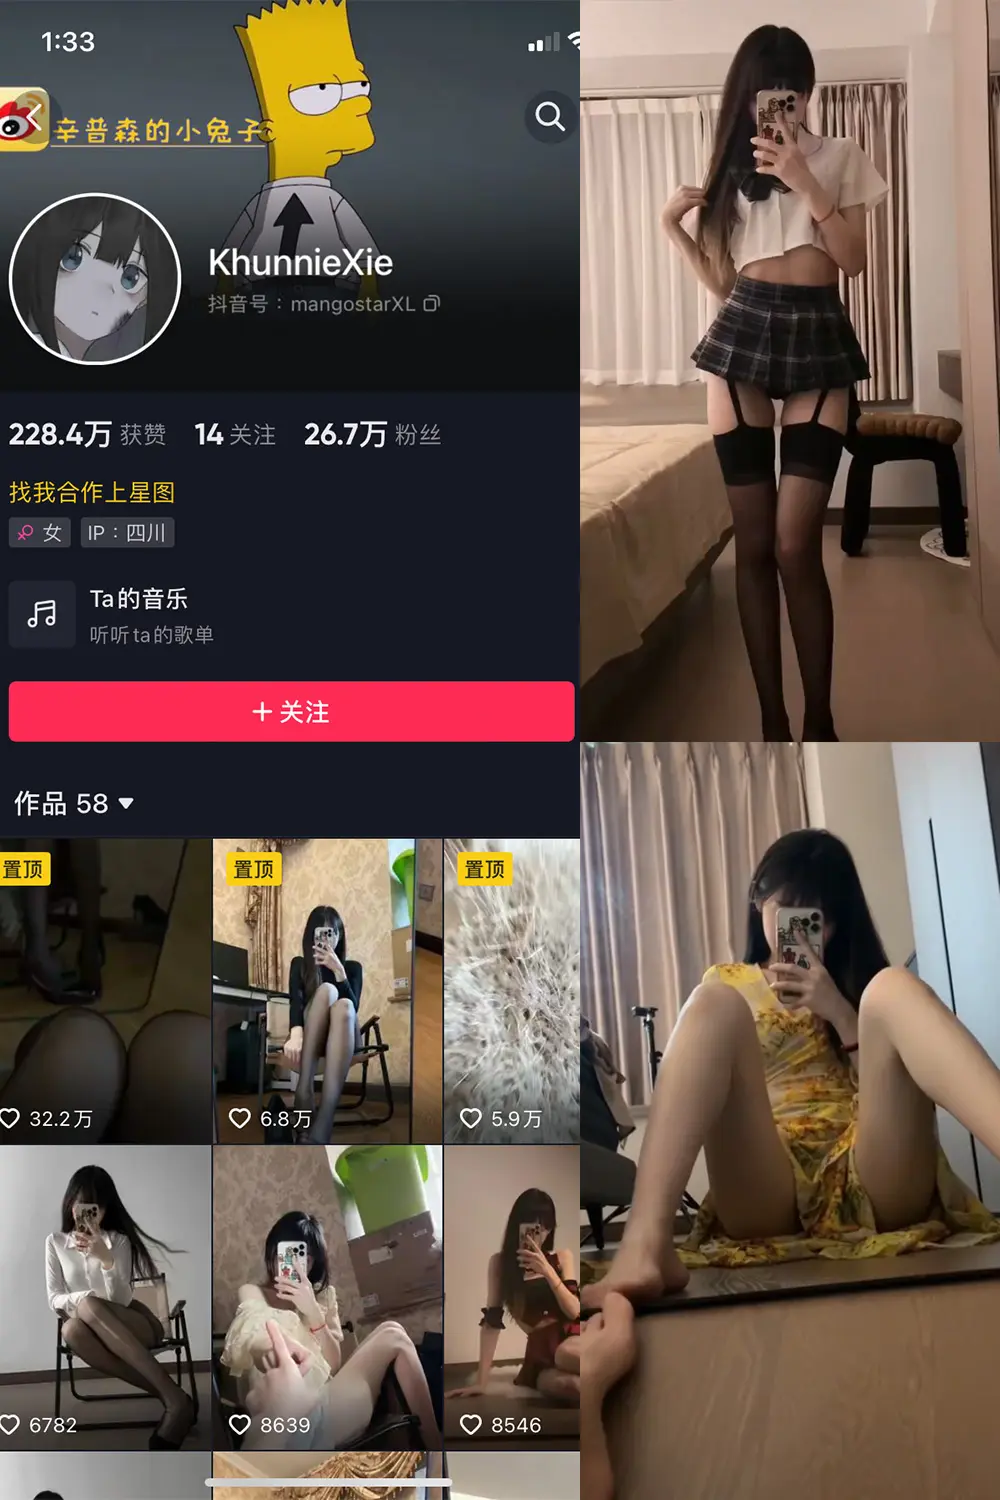 1:33
辛普森的小兔子
KhunnieXie
抖音号：mangostarXL
228.4万 获赞 14 关注 26.7万 粉丝
找我合作上星图
女 IP：四川
Ta的音乐
听听ta的歌单
+ 关注
作品 58
置顶 置顶 置顶
32.2万 6.8万 5.9万
6782 8639 8546